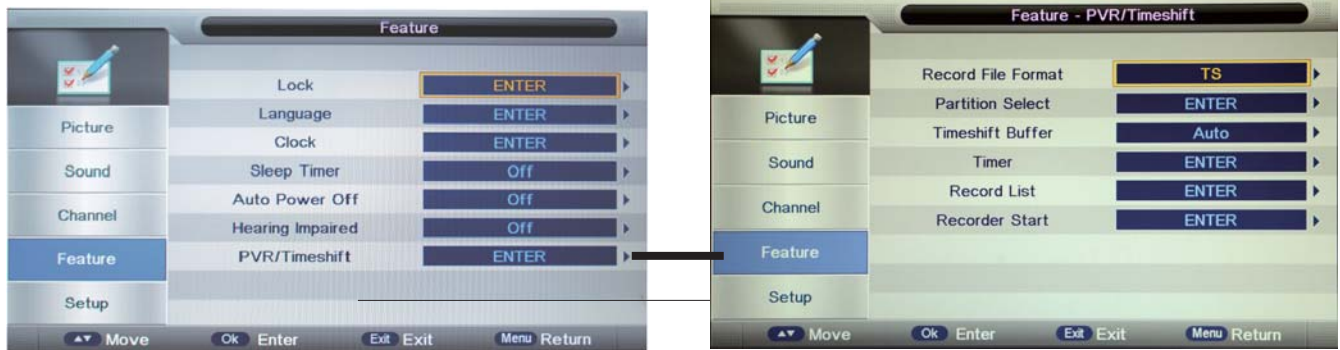 Feature
Lock ENTER
Language ENTER
Clock ENTER
Sleep Timer Off
Auto Power Off Off
Hearing Impaired Off
PVR/Timeshift ENTER
Picture
Sound
Channel
Feature
Setup
Move Ok Enter Exit Exit Menu Return
Feature - PVR/Timeshift
Record File Format TS
Partition Select ENTER
Timeshift Buffer Auto
Timer ENTER
Record List ENTER
Recorder Start ENTER
Picture
Sound
Channel
Feature
Setup
Move Ok Enter Exit Exit Menu Return